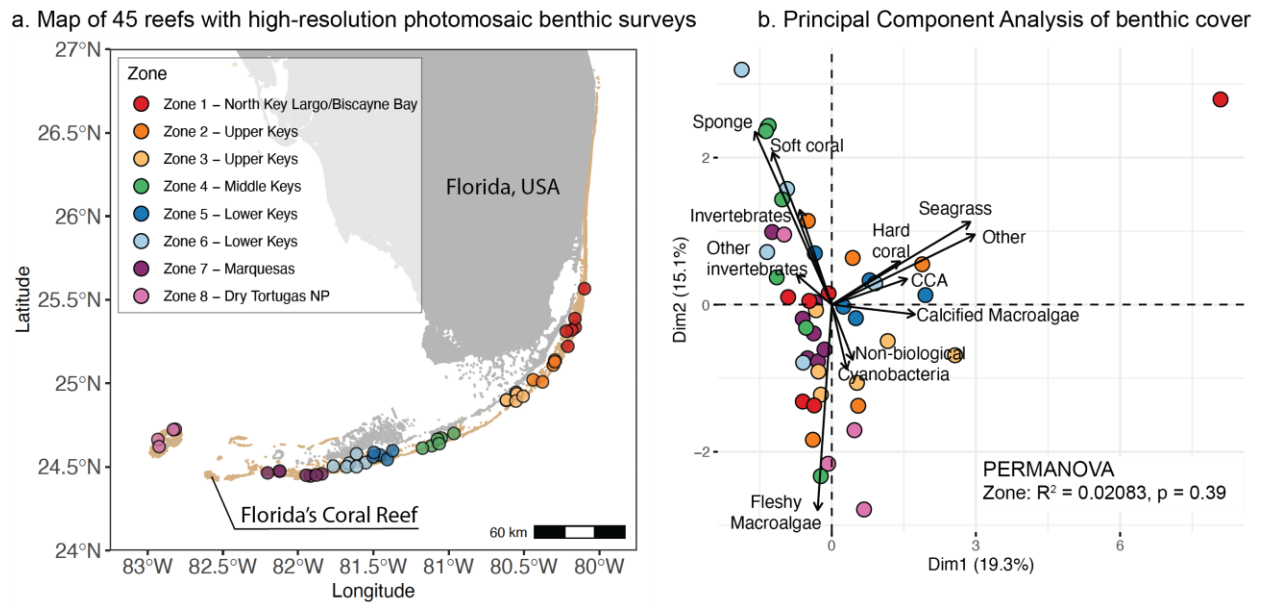 a. Map of 45 reefs with high-resolution photomosaic benthic surveys
27°N
26.5°N
26°N
25.5°N
25°N
24.5°N
24°N
Latitude
Zone
Zone 1 – North Key Largo/Biscayne Bay
Zone 2 – Upper Keys
Zone 3 – Upper Keys
Zone 4 – Middle Keys
Zone 5 – Lower Keys
Zone 6 – Lower Keys
Zone 7 – Marquesas
Zone 8 – Dry Tortugas NP
Florida, USA
Florida's Coral Reef
60 km
83°W 82.5°W 82°W 81.5°W 81°W 80.5°W 80°W
Longitude
b. Principal Component Analysis of benthic cover
Dim2 (15.1%)
2
0
−2
Sponge
Soft coral
Invertebrates
Other
invertebrates
Hard
coral
Seagrass
Other
CCA
Calcified Macroalgae
Non-biological
Cyanobacteria
Fleshy
Macroalgae
PERMANOVA
Zone: R² = 0.02083, p = 0.39
0 3 6
Dim1 (19.3%)